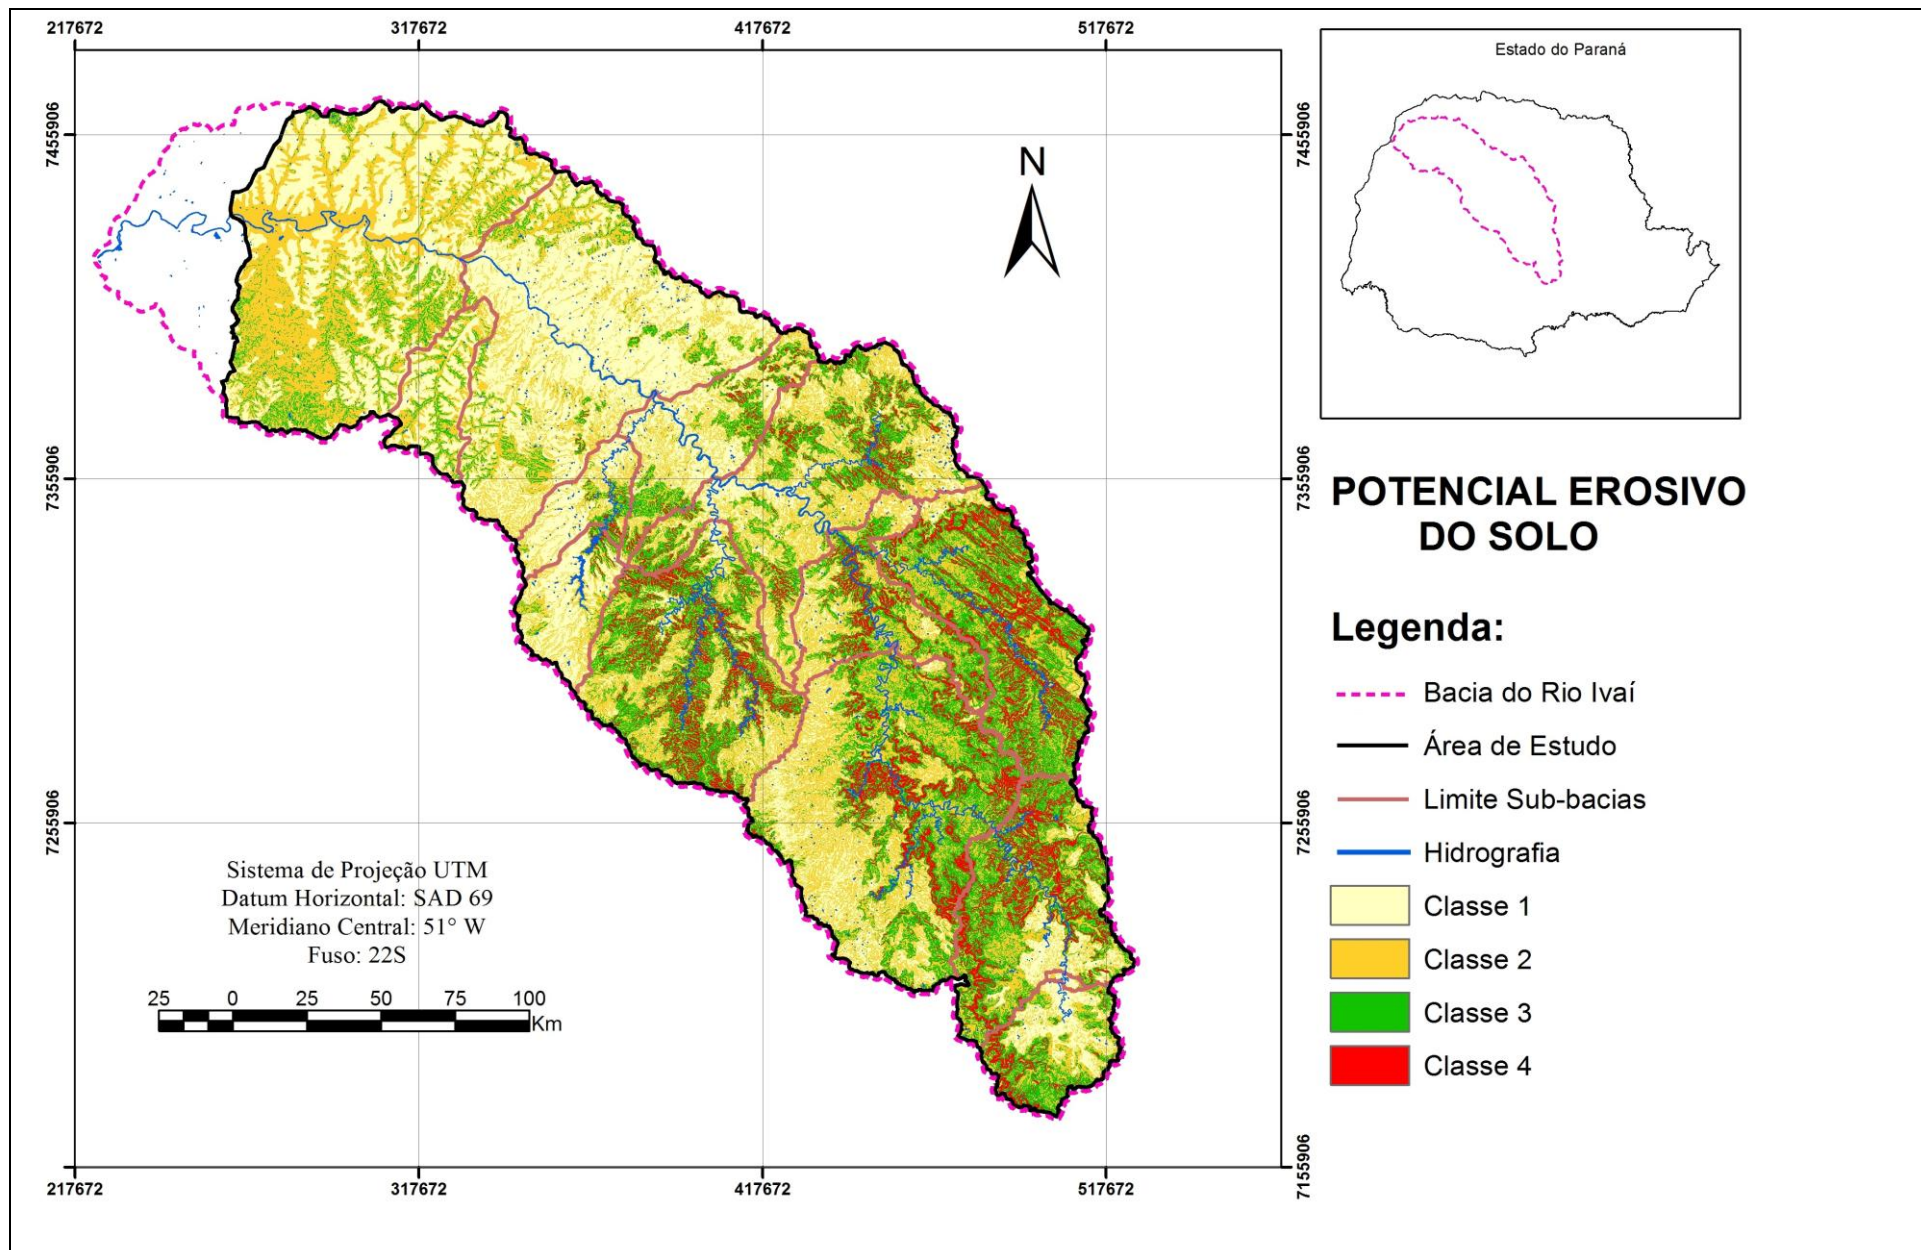 217672
317672
417672
517672
7455906
7455906
7355906
7355906
7255906
7255906
7155906
217672
317672
417672
517672
N
Sistema de Projeção UTM
Datum Horizontal: SAD 69
Meridiano Central: 51° W
Fuso: 22S
25 0 25 50 75 100
Km
Estado do Paraná
POTENCIAL EROSIVO
DO SOLO
Legenda:
Bacia do Rio Ivaí
Área de Estudo
Limite Sub-bacias
Hidrografia
Classe 1
Classe 2
Classe 3
Classe 4